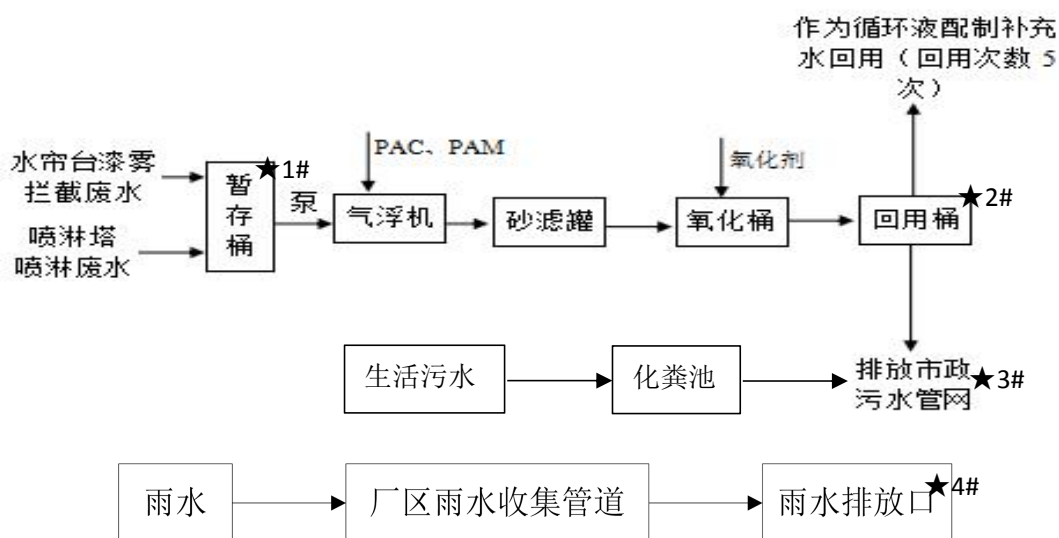 作为循环液配制补充
水回用（回用次数 5
次）
PAC、PAM
氧化剂
水帘台漆雾
拦截废水
喷淋塔
喷淋废水
暂
存
桶
★1#
泵
气浮机
砂滤罐
氧化桶
回用桶
★2#
生活污水
化粪池
排放市政
污水管网
★3#
雨水
厂区雨水收集管道
雨水排放口
★4#